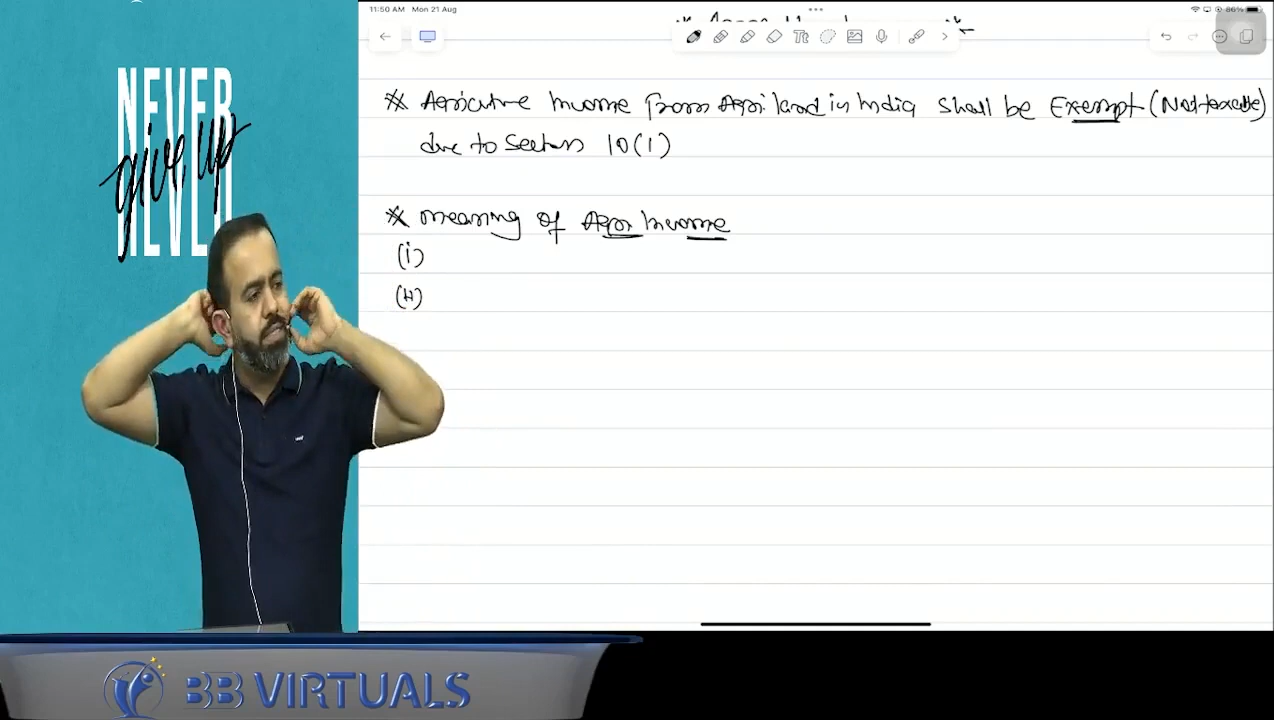 11:50 AM Mon 21 Aug
86%
NEVER
give up
NEVER
* Agriculture Income from Agri land in India shall be Exempt (Not taxable)
due to Section 10(1)
* meaning of Agri Income
(i)
(ii)
BB VIRTUALS